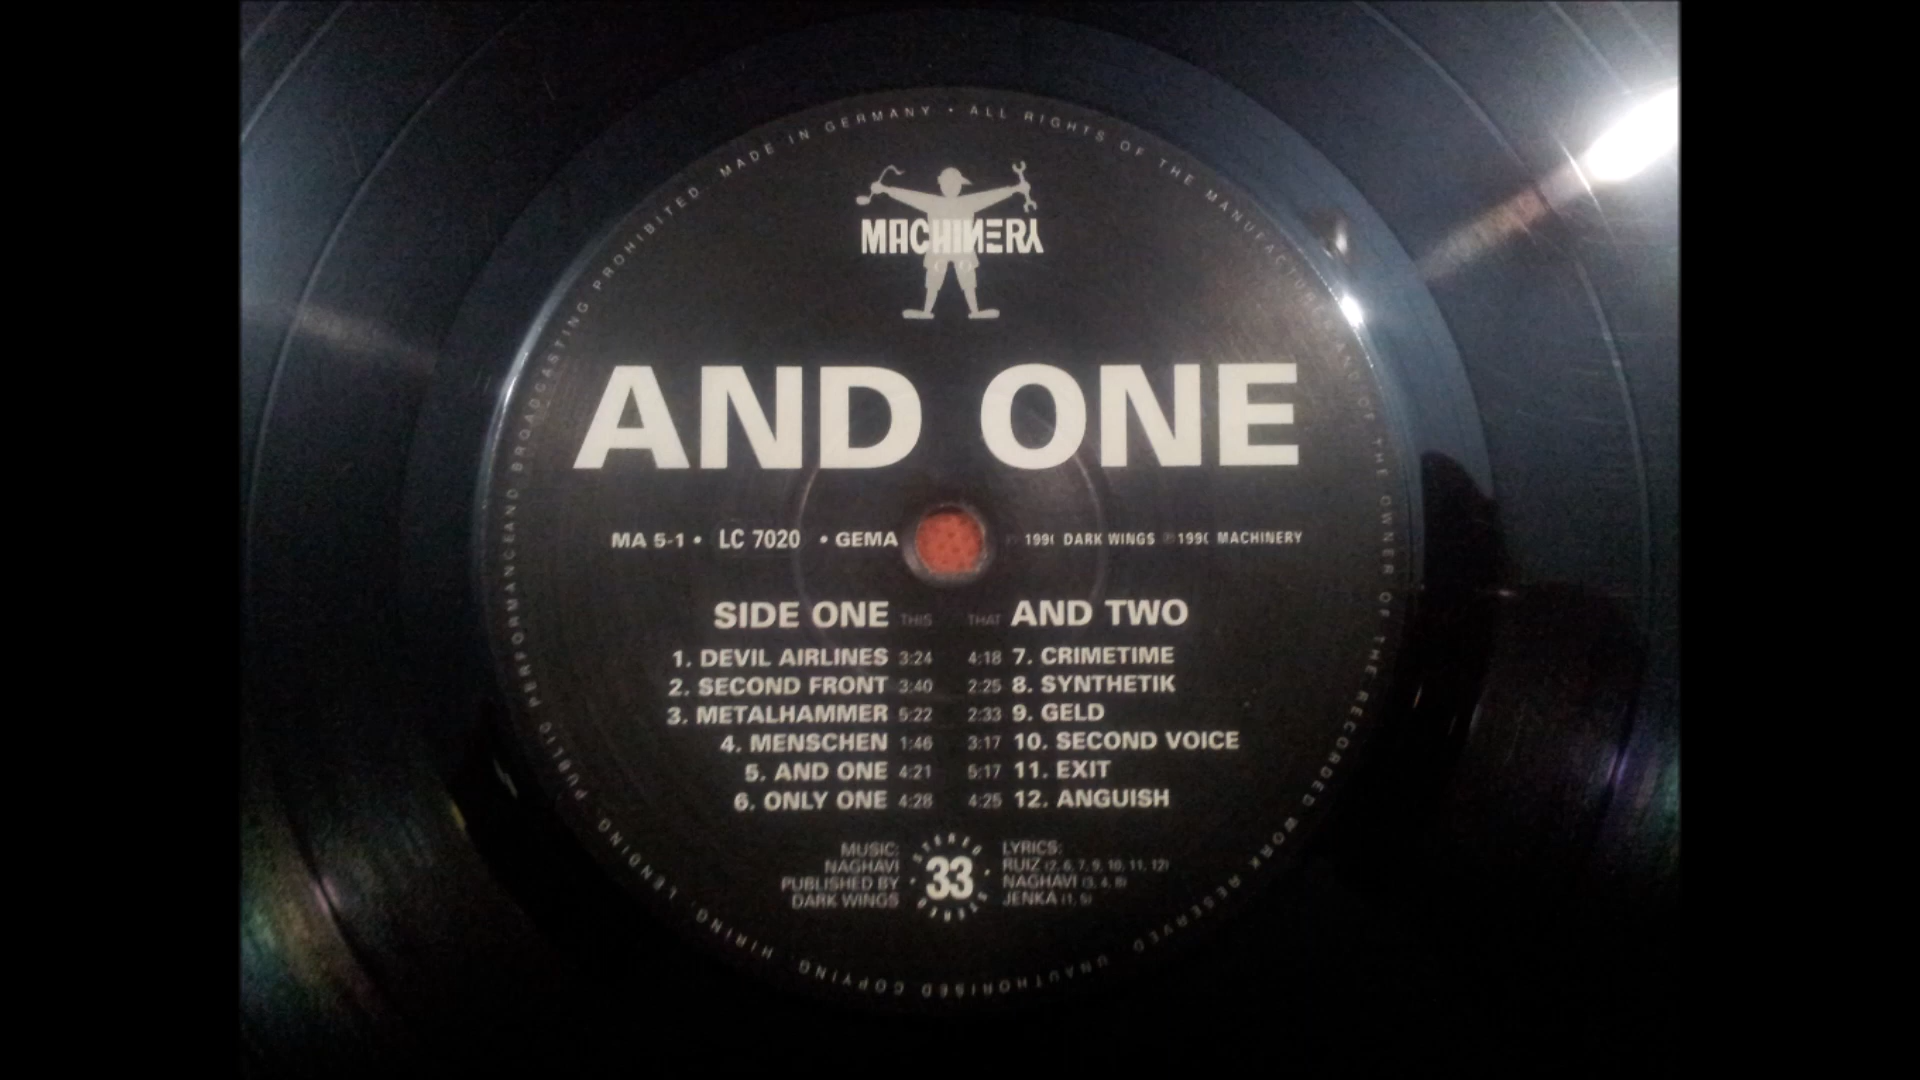 MADE IN GERMANY • ALL RIGHTS OF THE MANUFACTURER AND OF THE OWNER OF THE RECORDED WORK RESERVED. UNAUTHORISED COPYING, HIRING, LENDING, PUBLIC PERFORMANCE AND BROADCASTING PROHIBITED.
MACHINERY
AND ONE
MA 5-1 • LC 7020 • GEMA 199 DARK WINGS ℗199 MACHINERY
SIDE ONE THIS THAT AND TWO
1. DEVIL AIRLINES 3:24 4:18 7. CRIMETIME
2. SECOND FRONT 3:40 2:25 8. SYNTHETIK
3. METALHAMMER 5:22 2:33 9. GELD
4. MENSCHEN 1:46 3:17 10. SECOND VOICE
5. AND ONE 4:21 5:17 11. EXIT
6. ONLY ONE 4:28 4:25 12. ANGUISH
MUSIC:
NAGHAVI
PUBLISHED BY
DARK WINGS
STEREO
33
STEREO
LYRICS:
RUIZ (2, 6, 7, 9, 10, 11, 12)
NAGHAVI (3, 4, 8)
JENKA (1, 5)